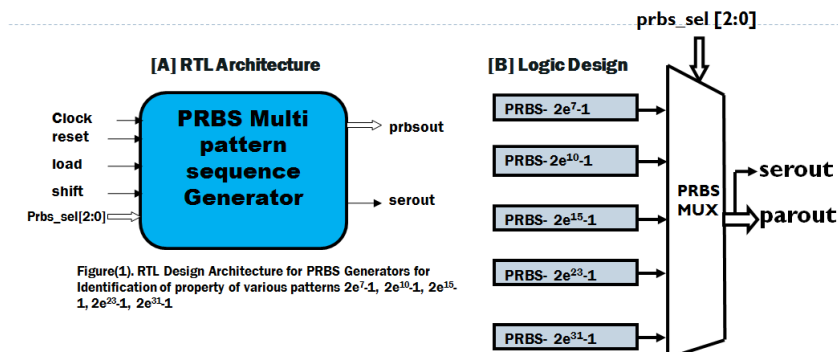 prbs_sel [2:0]
[A] RTL Architecture
Clock
reset
load
shift
Prbs_sel[2:0]
PRBS Multi
pattern
sequence
Generator
prbsout
serout
Figure(1). RTL Design Architecture for PRBS Generators for
Identification of property of various patterns 2e⁷-1, 2e¹⁰-1, 2e¹⁵-
1, 2e²³-1, 2e³¹-1
[B] Logic Design
PRBS- 2e⁷-1
PRBS- 2e¹⁰-1
PRBS- 2e¹⁵-1
PRBS- 2e²³-1
PRBS- 2e³¹-1
PRBS
MUX
serout
parout